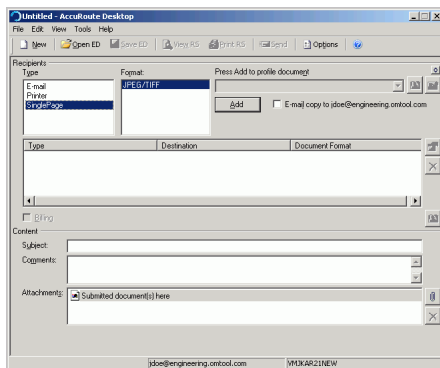 Untitled - AccuRoute Desktop
File Edit View Tools Help
New Open ED Save ED View RS Print RS Send Options
Recipients
Type Format: Press Add to profile document
E-mail JPEG/TIFF
Printer
SinglePage
Add E-mail copy to jdoe@engineering.omtool.com
Type Destination Document Format
Billing
Content
Subject:
Comments:
Attachments: Submitted document(s) here
jdoe@engineering.omtool.com VMJKAR21NEW